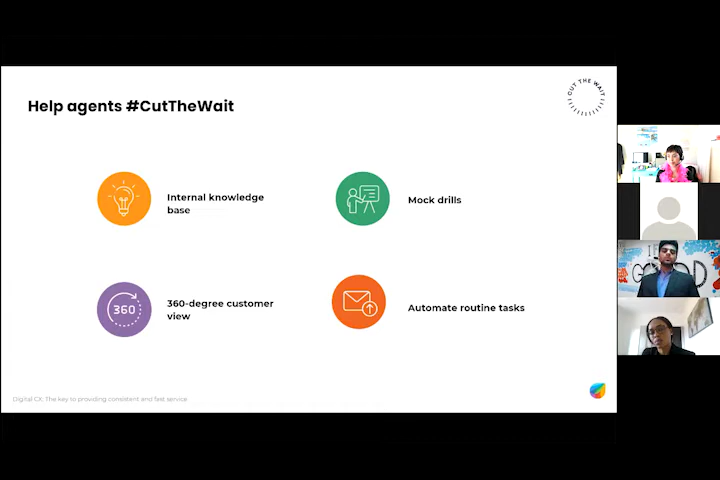 Help agents #CutTheWait
CUT THE WAIT
Internal knowledge
base
Mock drills
360
360-degree customer
view
Automate routine tasks
Digital CX: The key to providing consistent and fast service